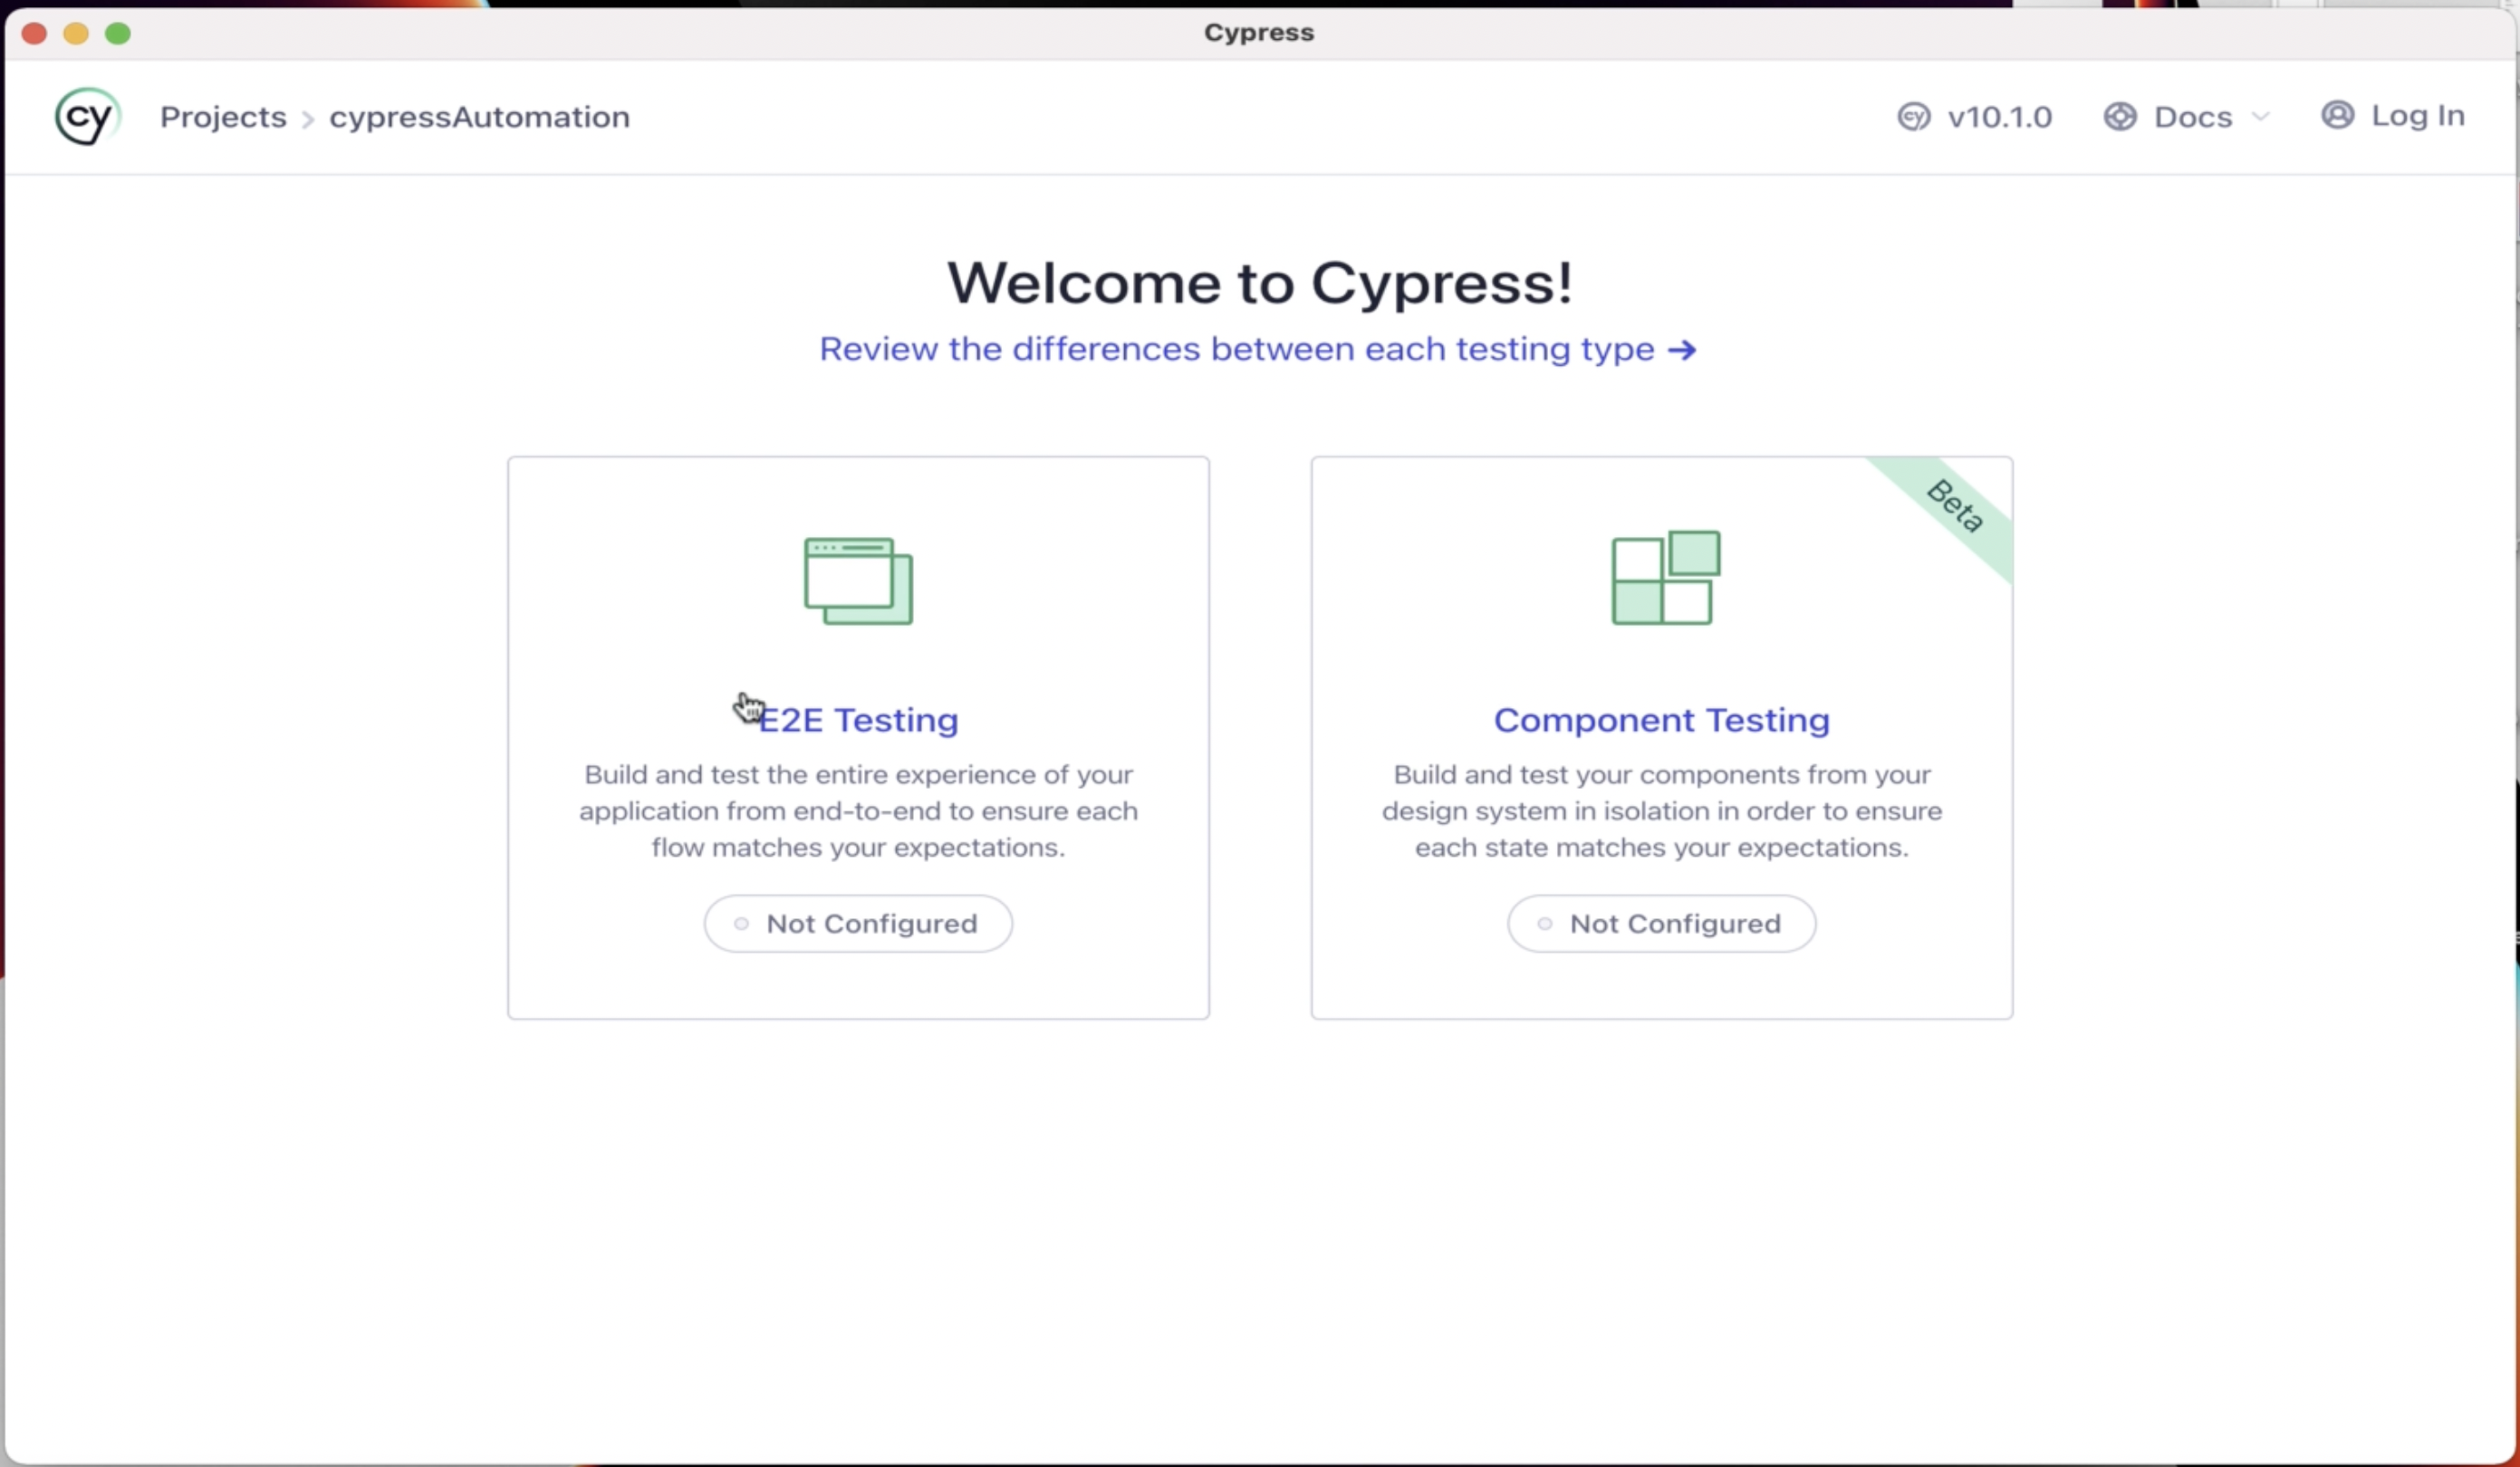 Cypress
cy Projects > cypressAutomation
cy v10.1.0 Docs Log In
Welcome to Cypress!
Review the differences between each testing type →
Beta
E2E Testing
Build and test the entire experience of your
application from end-to-end to ensure each
flow matches your expectations.
Not Configured
Component Testing
Build and test your components from your
design system in isolation in order to ensure
each state matches your expectations.
Not Configured